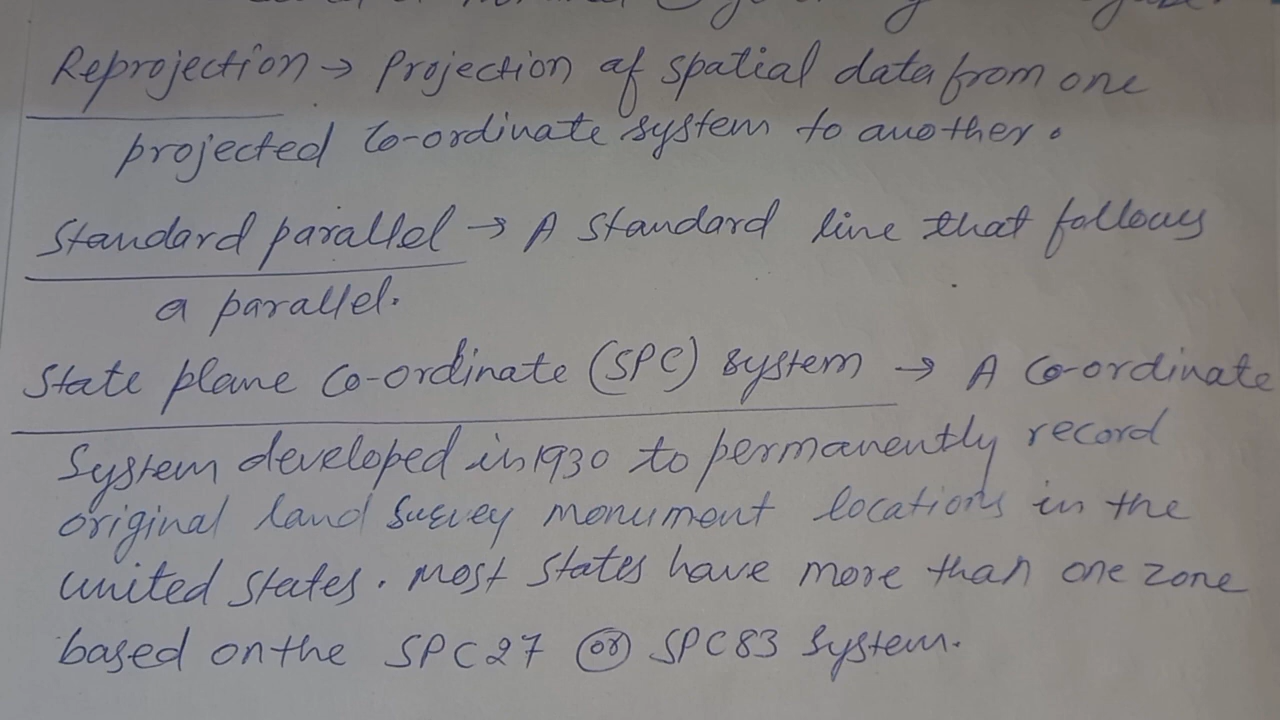 Reprojection → Projection of spatial data from one
projected Co-ordinate system to another.
Standard parallel → A standard line that follows
a parallel.
State plane Co-ordinate (SPC) system → A Co-ordinate
System developed in 1930 to permanently record
original land survey monument locations in the
united states. Most states have more than one zone
based on the SPC27 (or) SPC83 system.